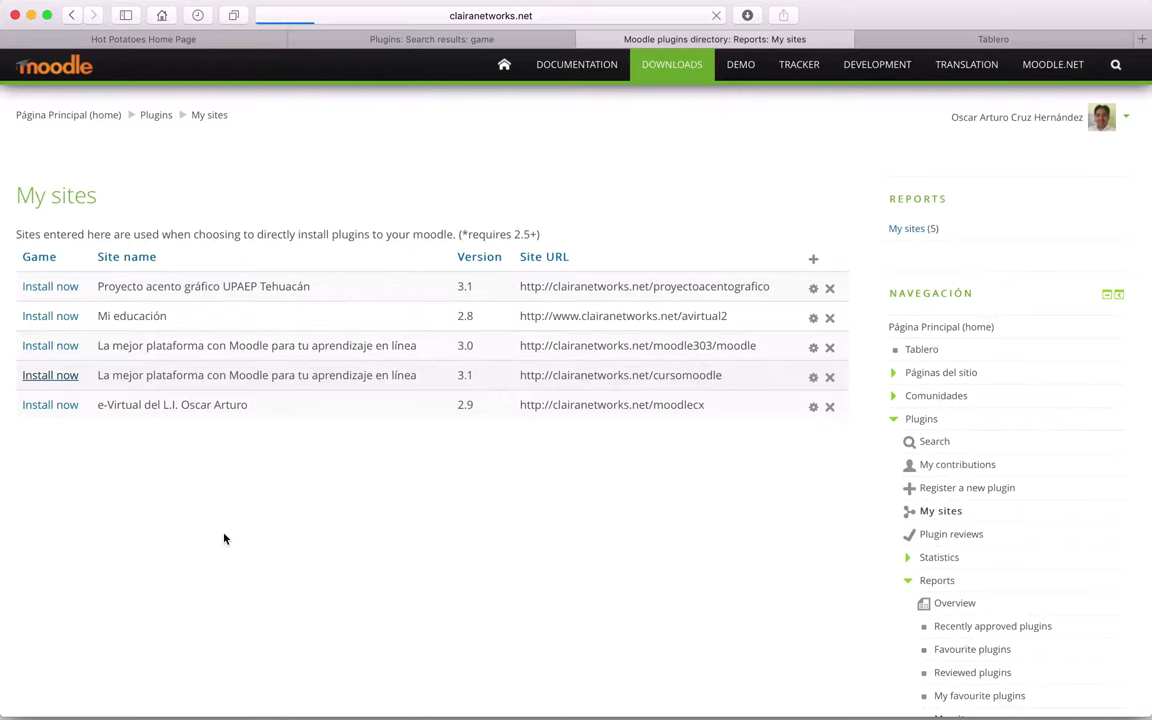 clairanetworks.net
Hot Potatoes Home Page Plugins: Search results: game Moodle plugins directory: Reports: My sites Tablero
moodle DOCUMENTATION DOWNLOADS DEMO TRACKER DEVELOPMENT TRANSLATION MOODLE.NET
Página Principal (home) Plugins My sites
Oscar Arturo Cruz Hernández
My sites
Sites entered here are used when choosing to directly install plugins to your moodle. (*requires 2.5+)
Game Site name Version Site URL
Install now Proyecto acento gráfico UPAEP Tehuacán 3.1 http://clairanetworks.net/proyectoacentografico
Install now Mi educación 2.8 http://www.clairanetworks.net/avirtual2
Install now La mejor plataforma con Moodle para tu aprendizaje en línea 3.0 http://clairanetworks.net/moodle303/moodle
Install now La mejor plataforma con Moodle para tu aprendizaje en línea 3.1 http://clairanetworks.net/cursomoodle
Install now e-Virtual del L.I. Oscar Arturo 2.9 http://clairanetworks.net/moodlecx
REPORTS
My sites (5)
NAVEGACIÓN
Página Principal (home)
Tablero
Páginas del sitio
Comunidades
Plugins
Search
My contributions
Register a new plugin
My sites
Plugin reviews
Statistics
Reports
Overview
Recently approved plugins
Favourite plugins
Reviewed plugins
My favourite plugins